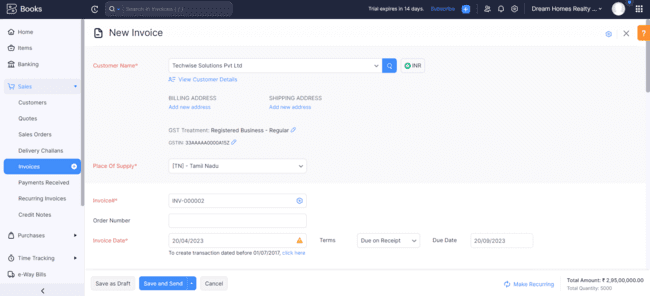 Books
Search in Invoices ( / )
Trial expires in 14 days.
Subscribe
Dream Homes Realty ...
Home
Items
Banking
Sales
Customers
Quotes
Sales Orders
Delivery Challans
Invoices
Payments Received
Recurring Invoices
Credit Notes
Purchases
Time Tracking
e-Way Bills
New Invoice
Customer Name*
Techwise Solutions Pvt Ltd
INR
View Customer Details
BILLING ADDRESS
SHIPPING ADDRESS
Add new address
Add new address
GST Treatment: Registered Business - Regular
GSTIN: 33AAAAA0000A15Z
Place Of Supply*
[TN] - Tamil Nadu
Invoice#*
INV-000002
Order Number
Invoice Date*
20/04/2023
Terms
Due on Receipt
Due Date
20/09/2023
To create transaction dated before 01/07/2017, click here
Save as Draft
Save and Send
Cancel
Make Recurring
Total Amount: ₹ 2,95,00,000.00
Total Quantity: 5000